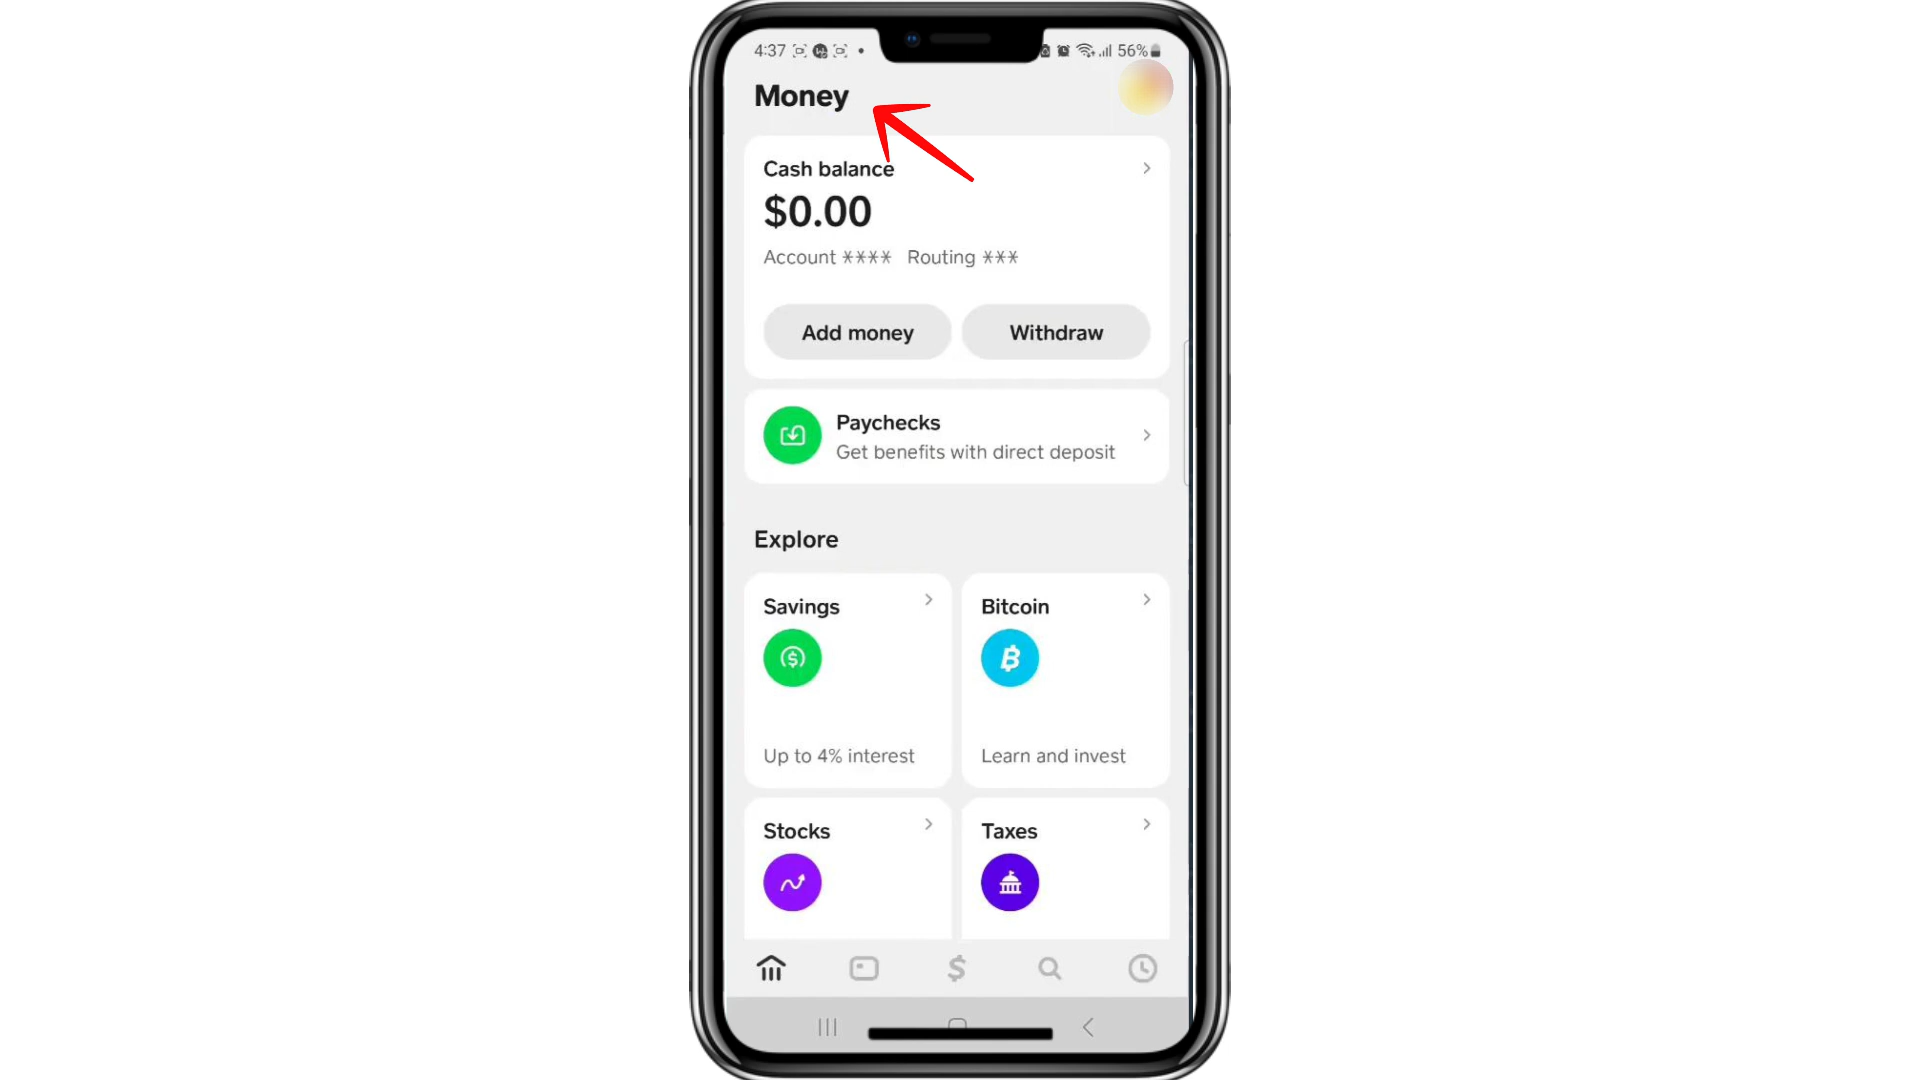 4:37 56%
Money
Cash balance
$0.00
Account **** Routing ***
Add money Withdraw
Paychecks
Get benefits with direct deposit
Explore
Savings Bitcoin
Up to 4% interest Learn and invest
Stocks Taxes